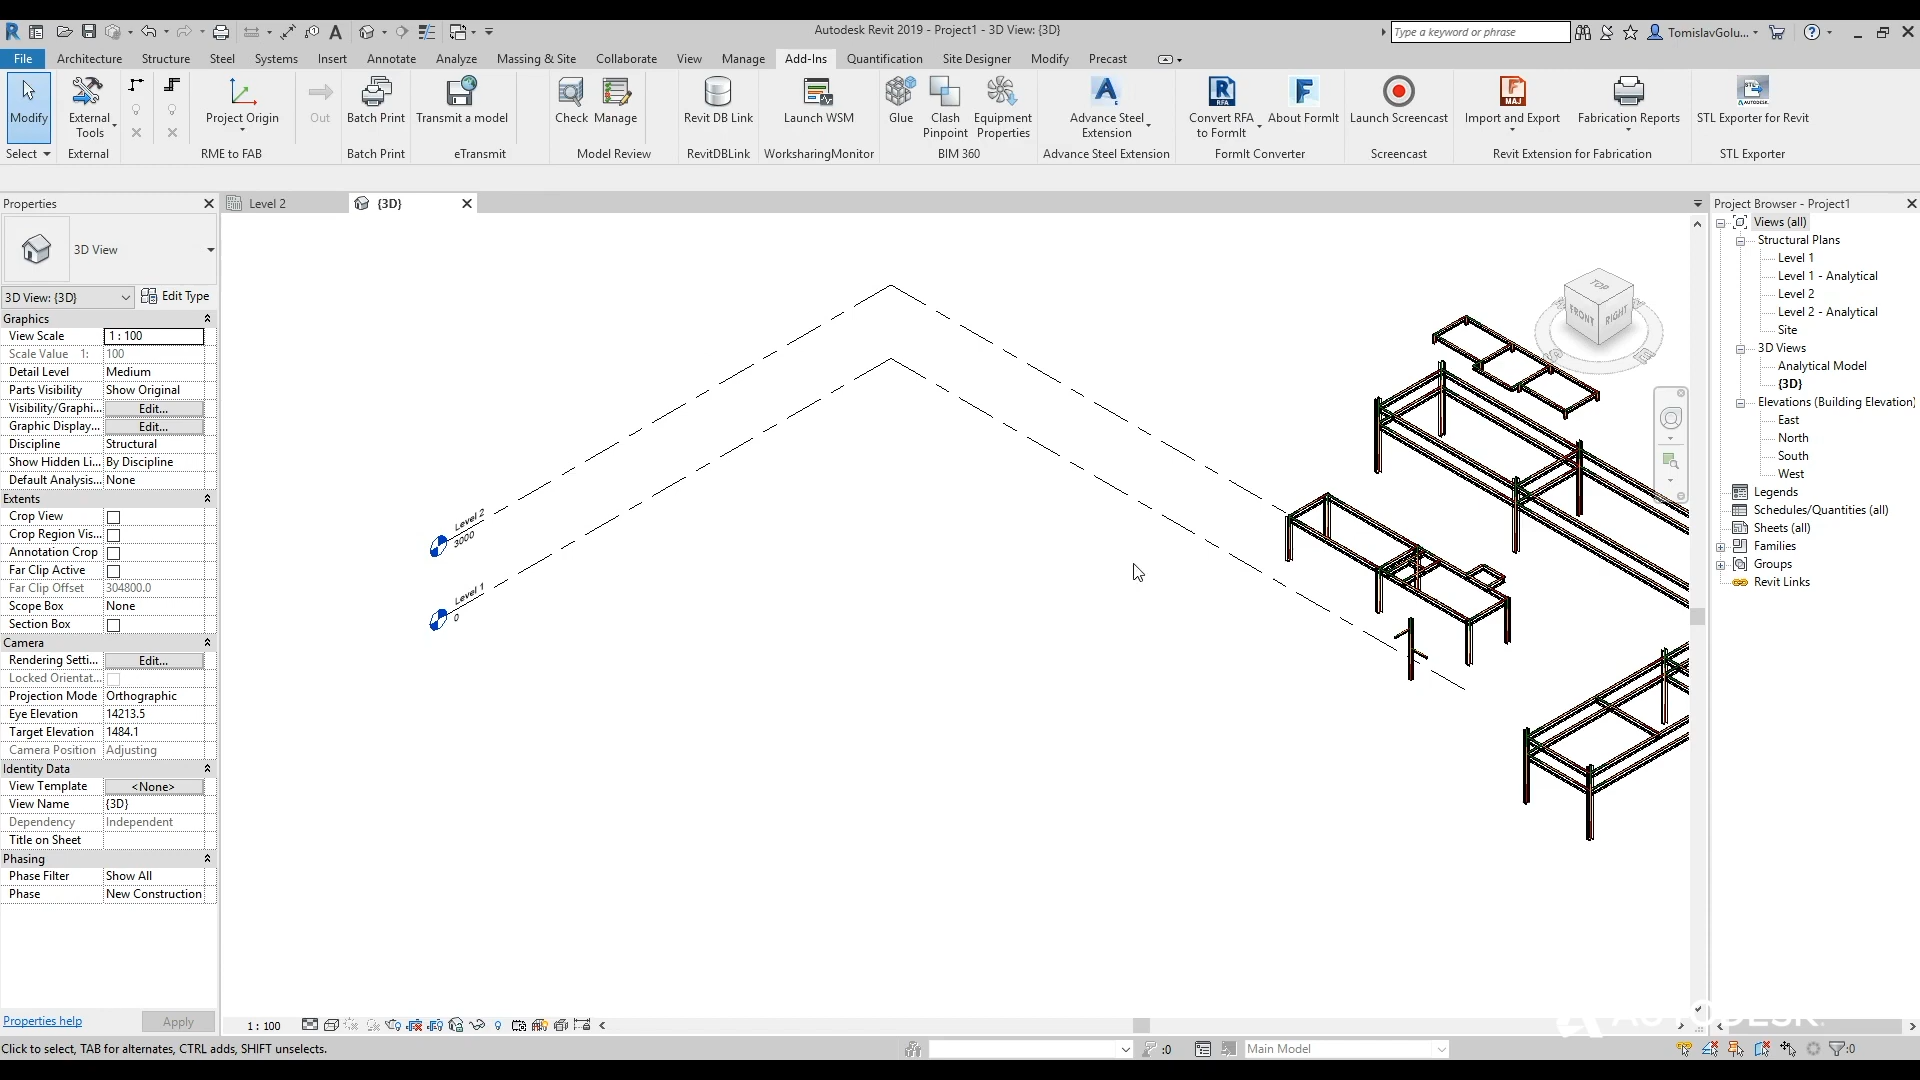 Autodesk Revit 2019 - Project1 - 3D View: {3D}
Type a keyword or phrase
TomislavGolu...
File Architecture Structure Steel Systems Insert Annotate Analyze Massing & Site Collaborate View Manage Add-Ins Quantification Site Designer Modify Precast
Modify
External Tools
Project Origin
Out
Batch Print
Transmit a model
Check
Manage
Revit DB Link
Launch WSM
Glue
Clash Pinpoint
Equipment Properties
Advance Steel Extension
Convert RFA to FormIt
About FormIt
Launch Screencast
Import and Export
Fabrication Reports
STL Exporter for Revit
Select
External
RME to FAB
Batch Print
eTransmit
Model Review
RevitDBLink
WorksharingMonitor
BIM 360
Advance Steel Extension
FormIt Converter
Screencast
Revit Extension for Fabrication
STL Exporter
Properties
3D View
3D View: {3D}
Edit Type
Graphics
View Scale 1 : 100
Scale Value 1: 100
Detail Level Medium
Parts Visibility Show Original
Visibility/Graphi... Edit...
Graphic Display... Edit...
Discipline Structural
Show Hidden Li... By Discipline
Default Analysis... None
Extents
Crop View
Crop Region Vis...
Annotation Crop
Far Clip Active
Far Clip Offset 304800.0
Scope Box None
Section Box
Camera
Rendering Setti... Edit...
Locked Orientat...
Projection Mode Orthographic
Eye Elevation 14213.5
Target Elevation 1484.1
Camera Position Adjusting
Identity Data
View Template <None>
View Name {3D}
Dependency Independent
Title on Sheet
Phasing
Phase Filter Show All
Phase New Construction
Properties help
Apply
Level 2
{3D}
Level 2
3000
Level 1
0
TOP
FRONT
RIGHT
Project Browser - Project1
Views (all)
Structural Plans
Level 1
Level 1 - Analytical
Level 2
Level 2 - Analytical
Site
3D Views
Analytical Model
{3D}
Elevations (Building Elevation)
East
North
South
West
Legends
Schedules/Quantities (all)
Sheets (all)
Families
Groups
Revit Links
1 : 100
AUTODESK.
Click to select, TAB for alternates, CTRL adds, SHIFT unselects.
:0
Main Model
:0